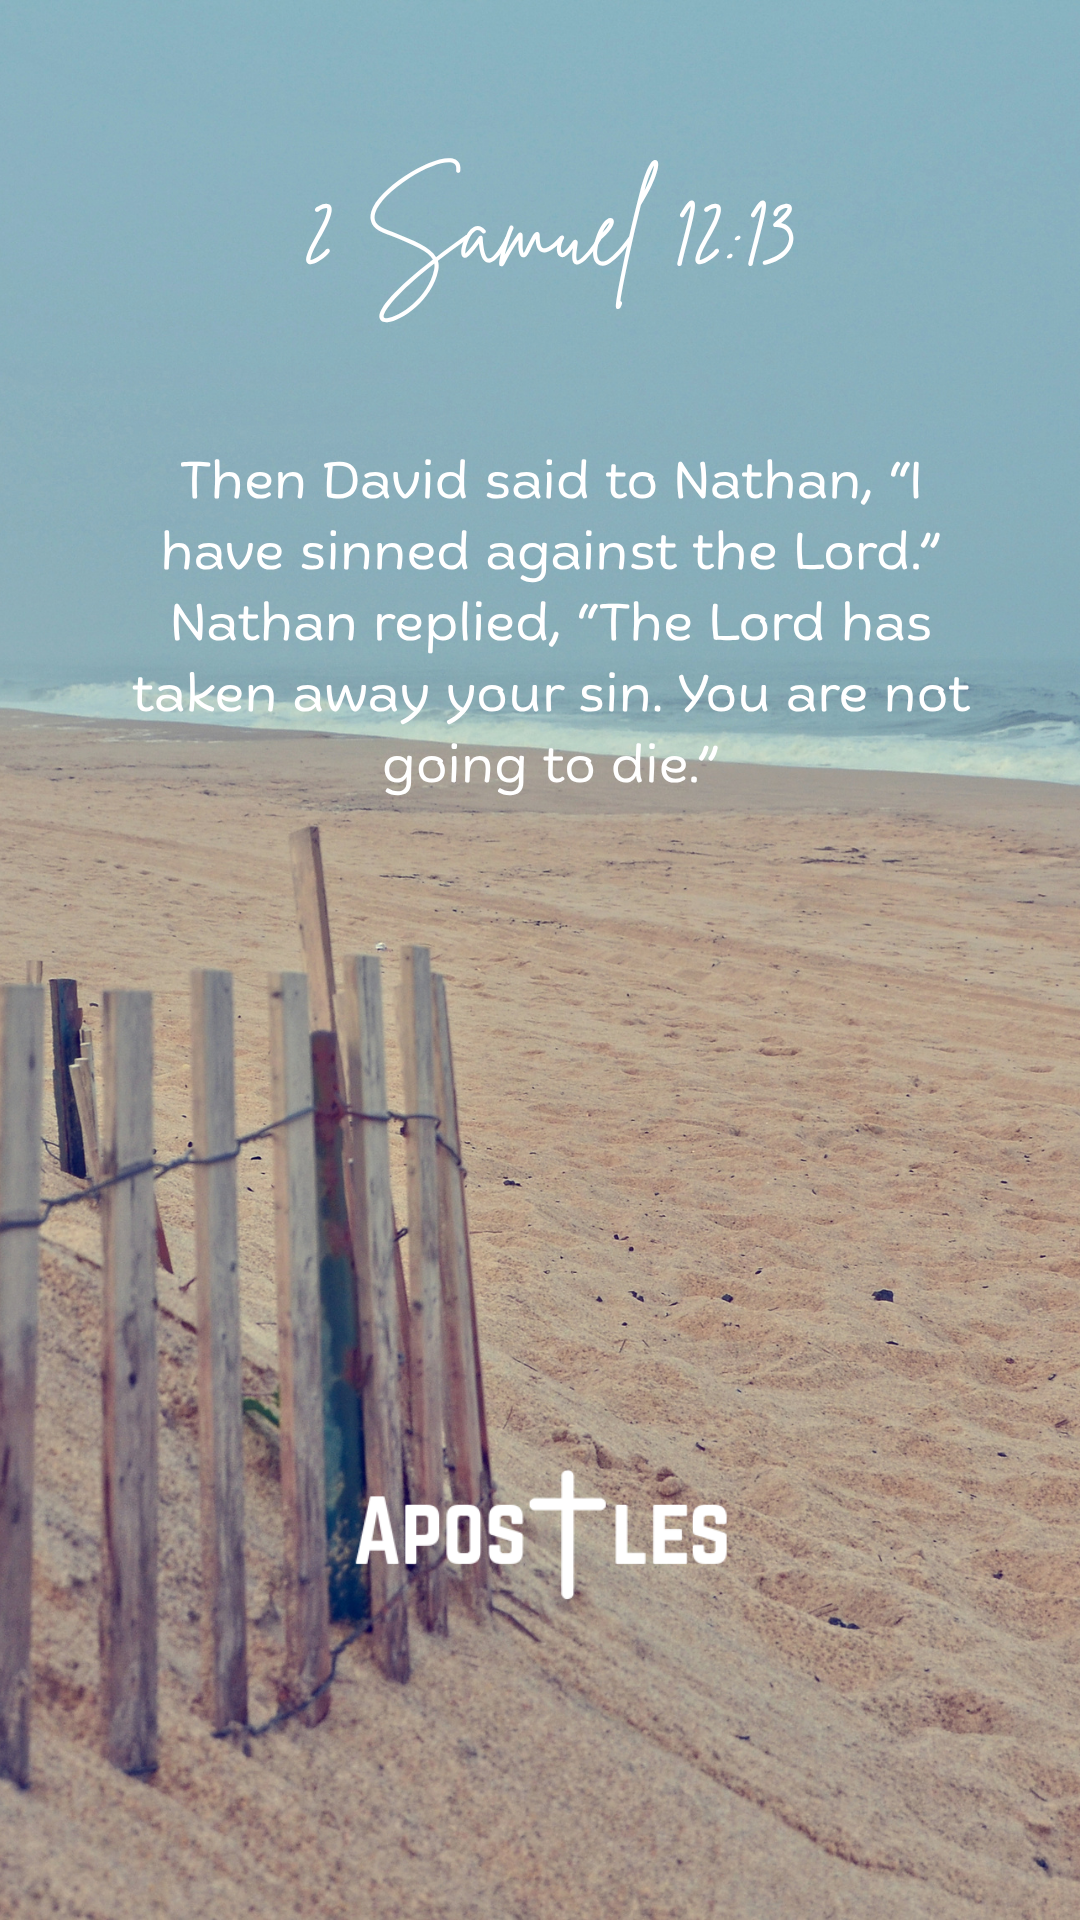 2 Samuel 12:13
Then David said to Nathan, “I
have sinned against the Lord.”
Nathan replied, “The Lord has
taken away your sin. You are not
going to die.”
APOSTLES